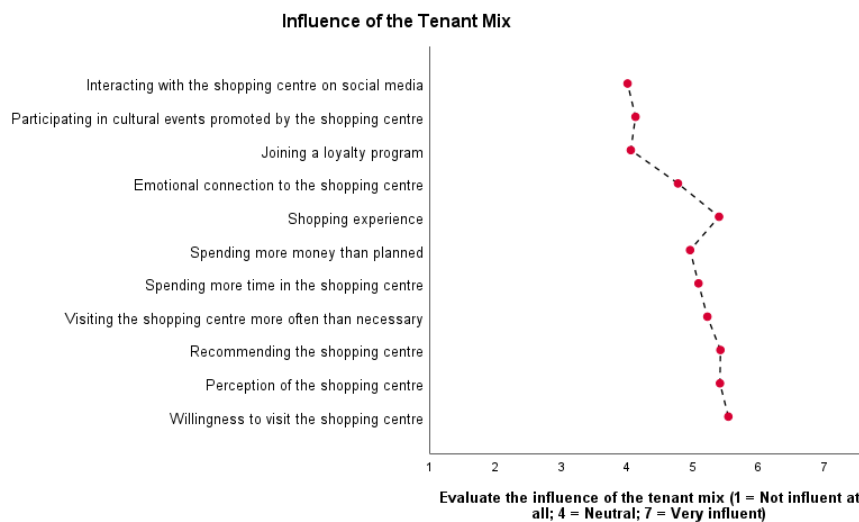 Influence of the Tenant Mix
Interacting with the shopping centre on social media
Participating in cultural events promoted by the shopping centre
Joining a loyalty program
Emotional connection to the shopping centre
Shopping experience
Spending more money than planned
Spending more time in the shopping centre
Visiting the shopping centre more often than necessary
Recommending the shopping centre
Perception of the shopping centre
Willingness to visit the shopping centre
1 2 3 4 5 6 7
Evaluate the influence of the tenant mix (1 = Not influent at
all; 4 = Neutral; 7 = Very influent)